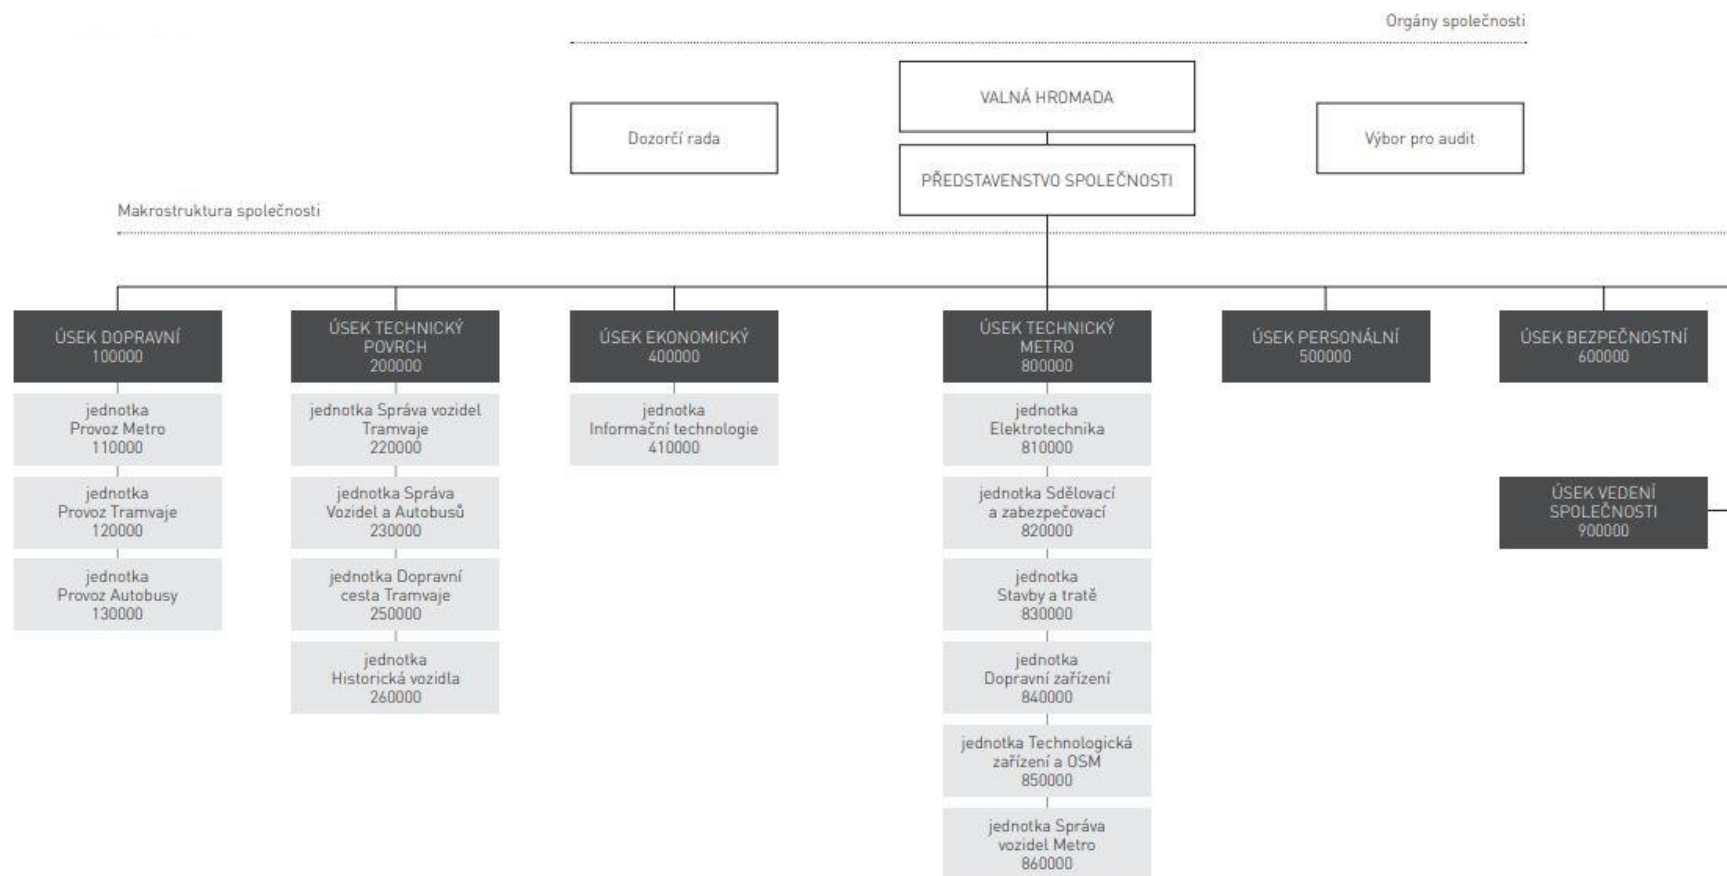 Orgány společnosti
VALNÁ HROMADA
Dozorčí rada
Výbor pro audit
PŘEDSTAVENSTVO SPOLEČNOSTI
Makrostruktura společnosti
ÚSEK DOPRAVNÍ
100000
jednotka
Provoz Metro
110000
jednotka
Provoz Tramvaje
120000
jednotka
Provoz Autobusy
130000
ÚSEK TECHNICKÝ
POVRCH
200000
jednotka Správa vozidel
Tramvaje
220000
jednotka Správa
Vozidel a Autobusů
230000
jednotka Dopravní
cesta Tramvaje
250000
jednotka
Historická vozidla
260000
ÚSEK EKONOMICKÝ
400000
jednotka
Informační technologie
410000
ÚSEK TECHNICKÝ
METRO
800000
jednotka
Elektrotechnika
810000
jednotka Sdělovací
a zabezpečovací
820000
jednotka
Stavby a tratě
830000
jednotka
Dopravní zařízení
840000
jednotka Technologická
zařízení a OSM
850000
jednotka Správa
vozidel Metro
860000
ÚSEK PERSONÁLNÍ
500000
ÚSEK BEZPEČNOSTNÍ
600000
ÚSEK VEDENÍ
SPOLEČNOSTI
900000